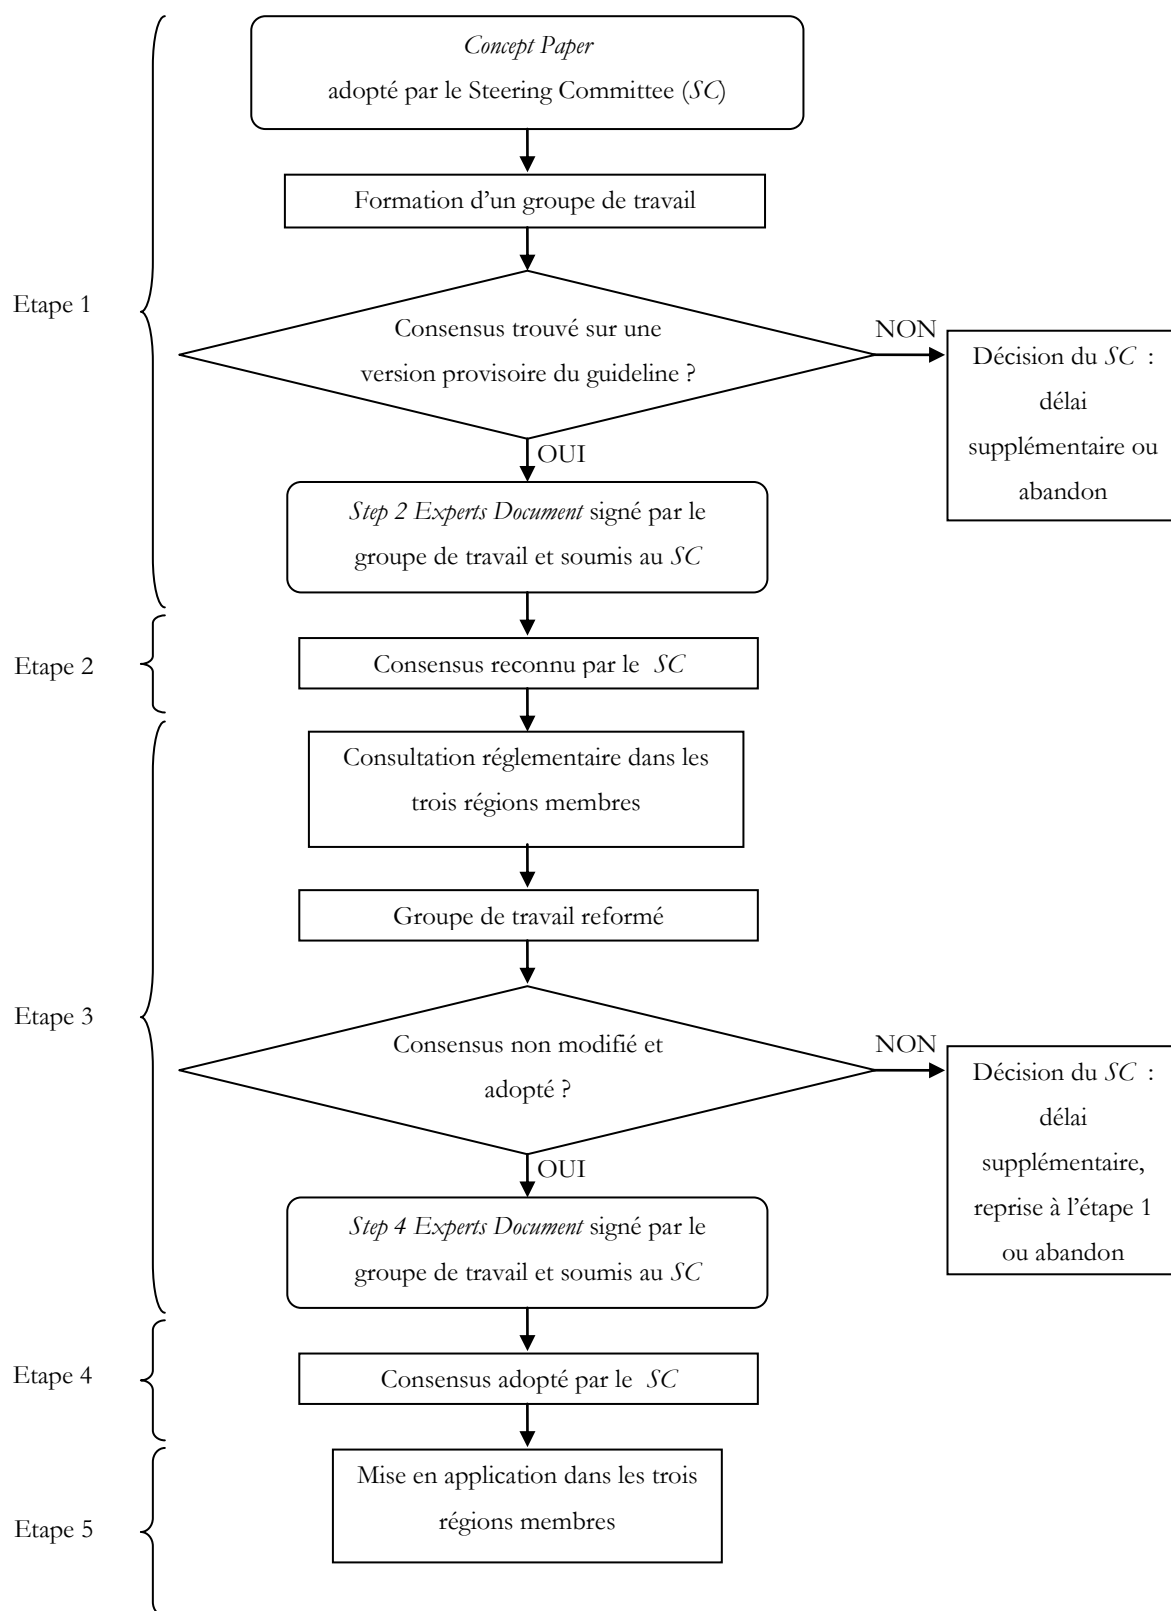 Concept Paper
adopté par le Steering Committee (SC)
Formation d'un groupe de travail
Etape 1
Consensus trouvé sur une
version provisoire du guideline ?
NON
Décision du SC :
délai
supplémentaire ou
abandon
OUI
Step 2 Experts Document signé par le
groupe de travail et soumis au SC
Etape 2
Consensus reconnu par le SC
Consultation réglementaire dans les
trois régions membres
Groupe de travail reformé
Etape 3
Consensus non modifié et
adopté ?
NON
Décision du SC :
délai
supplémentaire,
reprise à l'étape 1
ou abandon
OUI
Step 4 Experts Document signé par le
groupe de travail et soumis au SC
Etape 4
Consensus adopté par le SC
Etape 5
Mise en application dans les trois
régions membres